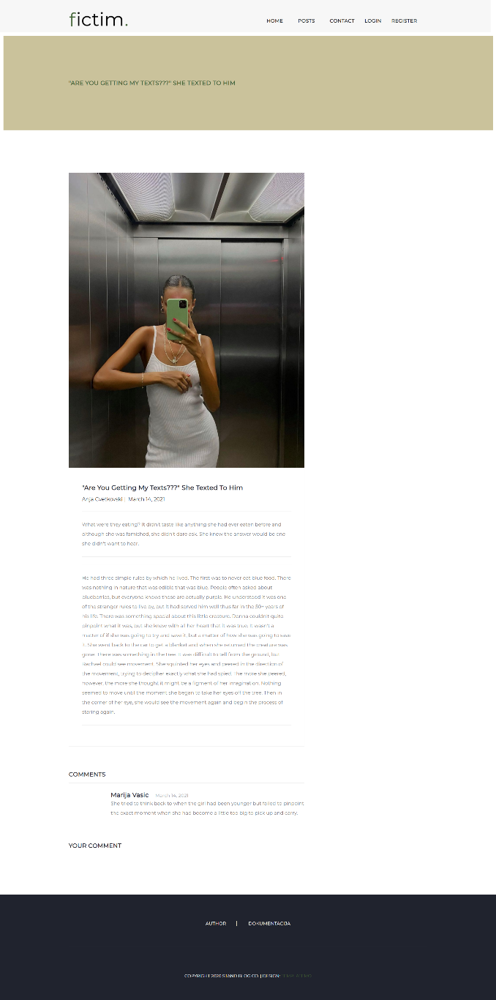 fictim.
HOME POSTS CONTACT LOGIN REGISTER
"ARE YOU GETTING MY TEXTS???" SHE TEXTED TO HIM
"Are You Getting My Texts???" She Texted To Him
Anja Cvetkovski | March 14, 2021
What were they eating? It didn't taste like anything she had ever eaten before and
although she was famished, she didn't dare ask. She knew the answer would be one
she didn't want to hear.
He had three simple rules by which he lived. The first was to never eat blue food. There
was nothing in nature that was edible that was blue. People often asked about
blueberries, but everyone knows those are actually purple. He understood it was one
of the stranger rules to live by, but it had served him well thus far in the 50+ years of
his life. There was something special about this little creature. Donna couldn't quite
pinpoint what it was, but she knew with all her heart that it was true. It wasn't a
matter of if she was going to try and save it, but a matter of how she was going to save
it. She went back to the car to get a blanket and when she returned the creature was
gone. There was something in the tree. It was difficult to tell from the ground, but
Rachael could see movement. She squinted her eyes and peered in the direction of
the movement, trying to decipher exactly what she had spied. The more she peered,
however, the more she thought it might be a figment of her imagination. Nothing
seemed to move until the moment she began to take her eyes off the tree. Then in
the corner of her eye, she would see the movement again and begin the process of
staring again.
COMMENTS
Marija Vasic March 14, 2021
She tried to think back to when the girl had been younger but failed to pinpoint
the exact moment when she had become a little too big to pick up and carry.
YOUR COMMENT
AUTHOR | DOKUMENTACIJA
COPYRIGHT 2020 STAND BLOG CO. | DESIGN: